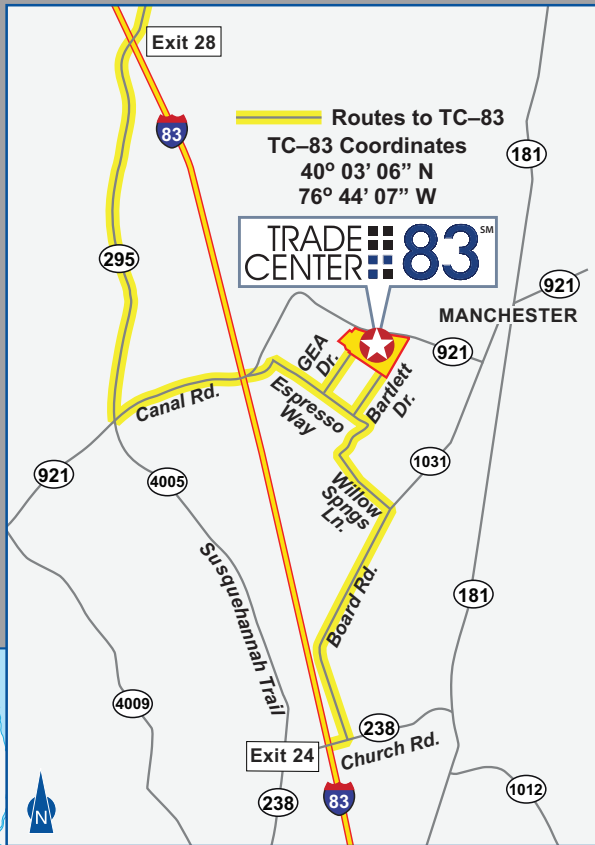 Exit 28
83
Routes to TC–83
TC–83 Coordinates
40º 03' 06” N
76º 44' 07” W
181
TRADE
CENTER
83 SM
295
921
MANCHESTER
921
GEA
Dr.
Bartlett
Dr.
Espresso
Way
Canal Rd.
921
4005
1031
Willow
Spngs
Ln.
Susquehannah Trail
Board Rd.
181
4009
238
Church Rd.
Exit 24
238
83
1012
N